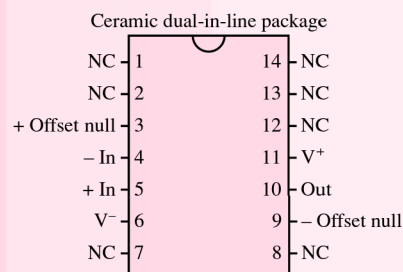 Ceramic dual-in-line package
NC 1 14 NC
NC 2 13 NC
+ Offset null 3 12 NC
– In 4 11 V⁺
+ In 5 10 Out
V⁻ 6 9 – Offset null
NC 7 8 NC